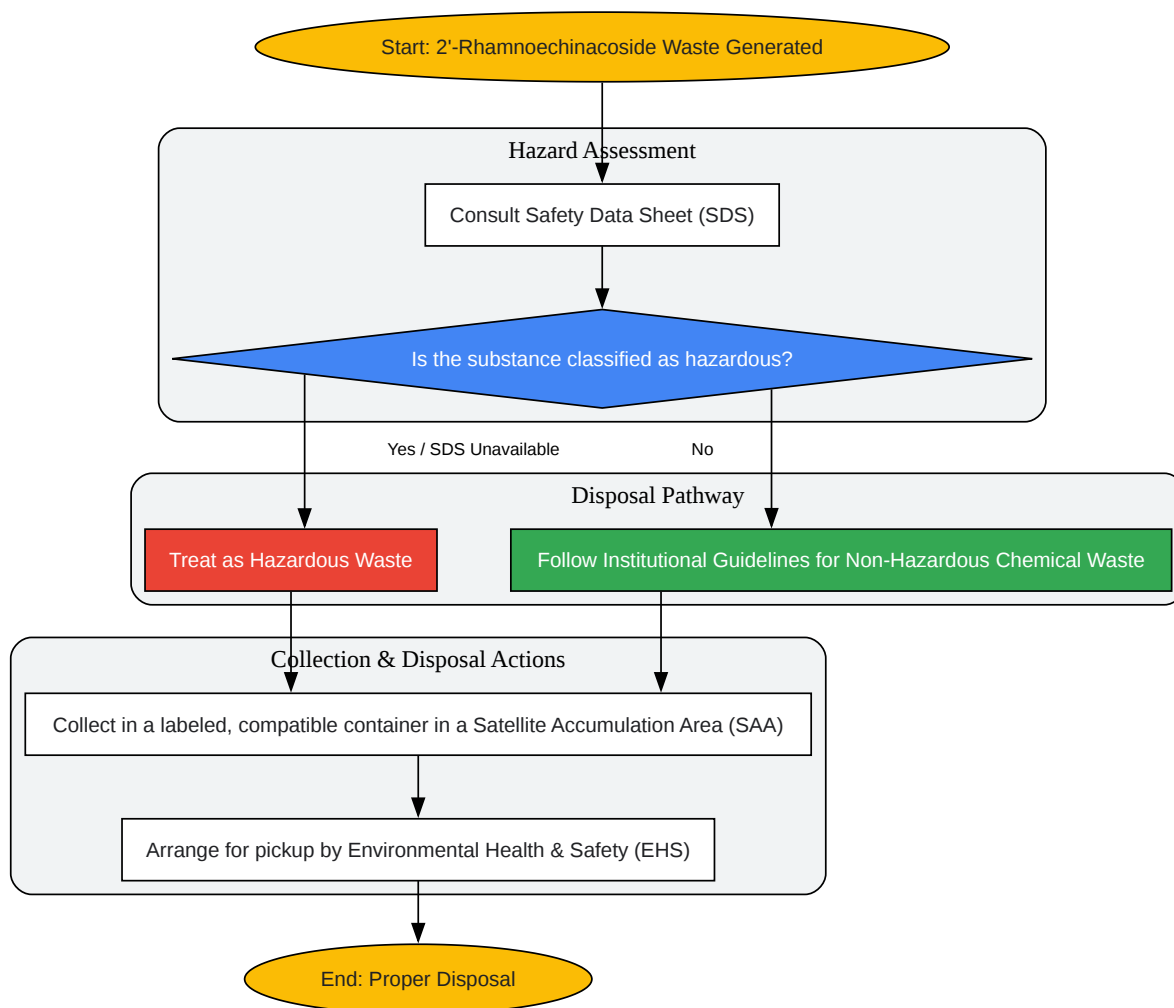 Start: 2'-Rhamnoechinacoside Waste Generated
Hazard Assessment
Consult Safety Data Sheet (SDS)
Is the substance classified as hazardous?
Yes / SDS Unavailable
No
Disposal Pathway
Treat as Hazardous Waste
Follow Institutional Guidelines for Non-Hazardous Chemical Waste
Collection & Disposal Actions
Collect in a labeled, compatible container in a Satellite Accumulation Area (SAA)
Arrange for pickup by Environmental Health & Safety (EHS)
End: Proper Disposal